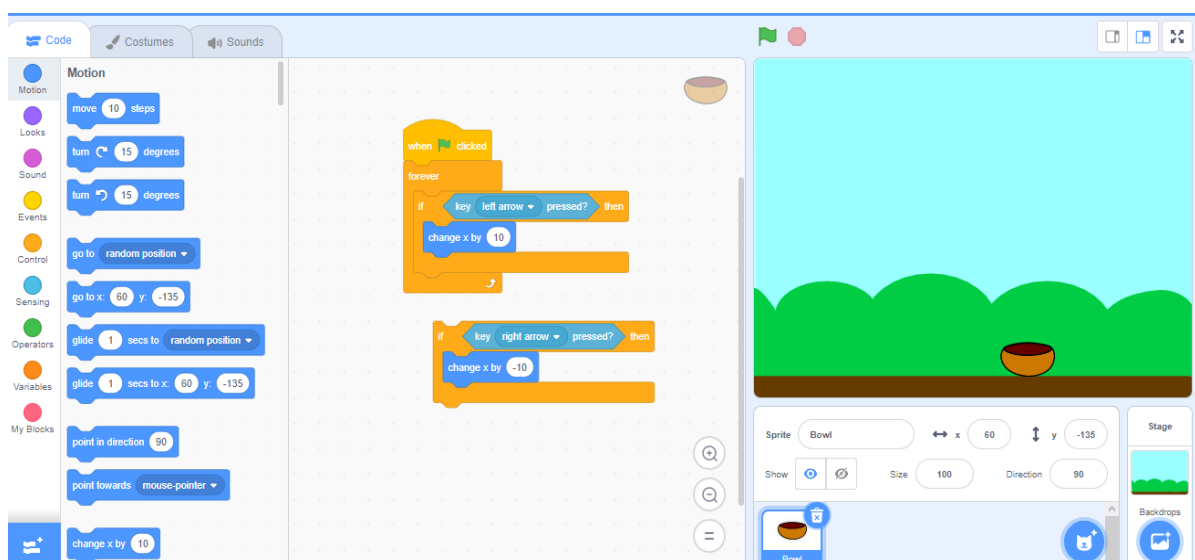 Code Costumes Sounds
Motion
Motion
Looks
Sound
Events
Control
Sensing
Operators
Variables
My Blocks
move 10 steps
turn 15 degrees
turn 15 degrees
go to random position
go to x: 60 y: -135
glide 1 secs to random position
glide 1 secs to x: 60 y: -135
point in direction 90
point towards mouse-pointer
change x by 10
when clicked
forever
if key left arrow pressed? then
change x by 10
if key right arrow pressed? then
change x by -10
Sprite Bowl x 60 y -135
Show Size 100 Direction 90
Bowl
Stage
Backdrops